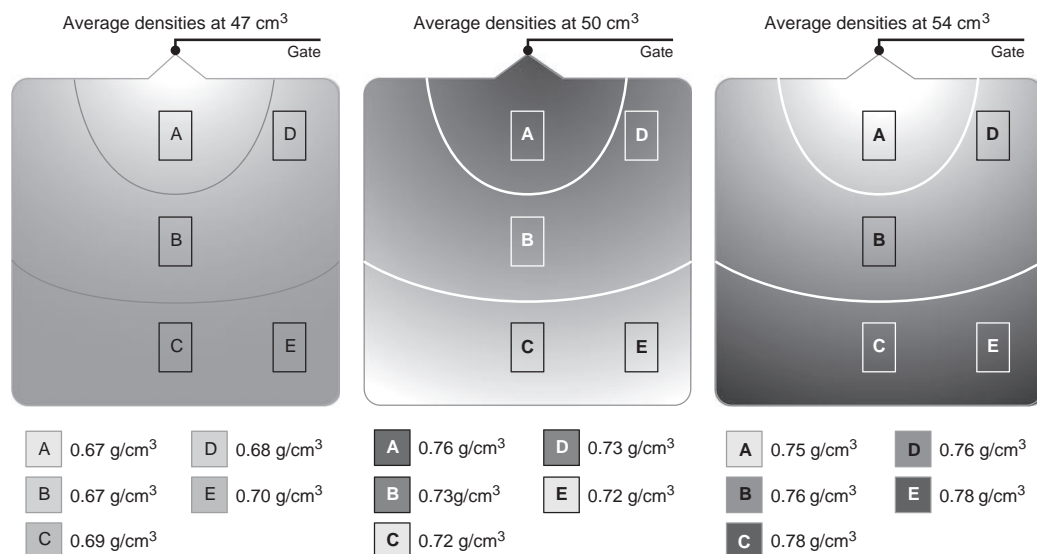 Average densities at 47 cm³
Gate
A
D
B
C
E
A 0.67 g/cm³
D 0.68 g/cm³
B 0.67 g/cm³
E 0.70 g/cm³
C 0.69 g/cm³
Average densities at 50 cm³
Gate
A
D
B
C
E
A 0.76 g/cm³
D 0.73 g/cm³
B 0.73g/cm³
E 0.72 g/cm³
C 0.72 g/cm³
Average densities at 54 cm³
Gate
A
D
B
C
E
A 0.75 g/cm³
D 0.76 g/cm³
B 0.76 g/cm³
E 0.78 g/cm³
C 0.78 g/cm³